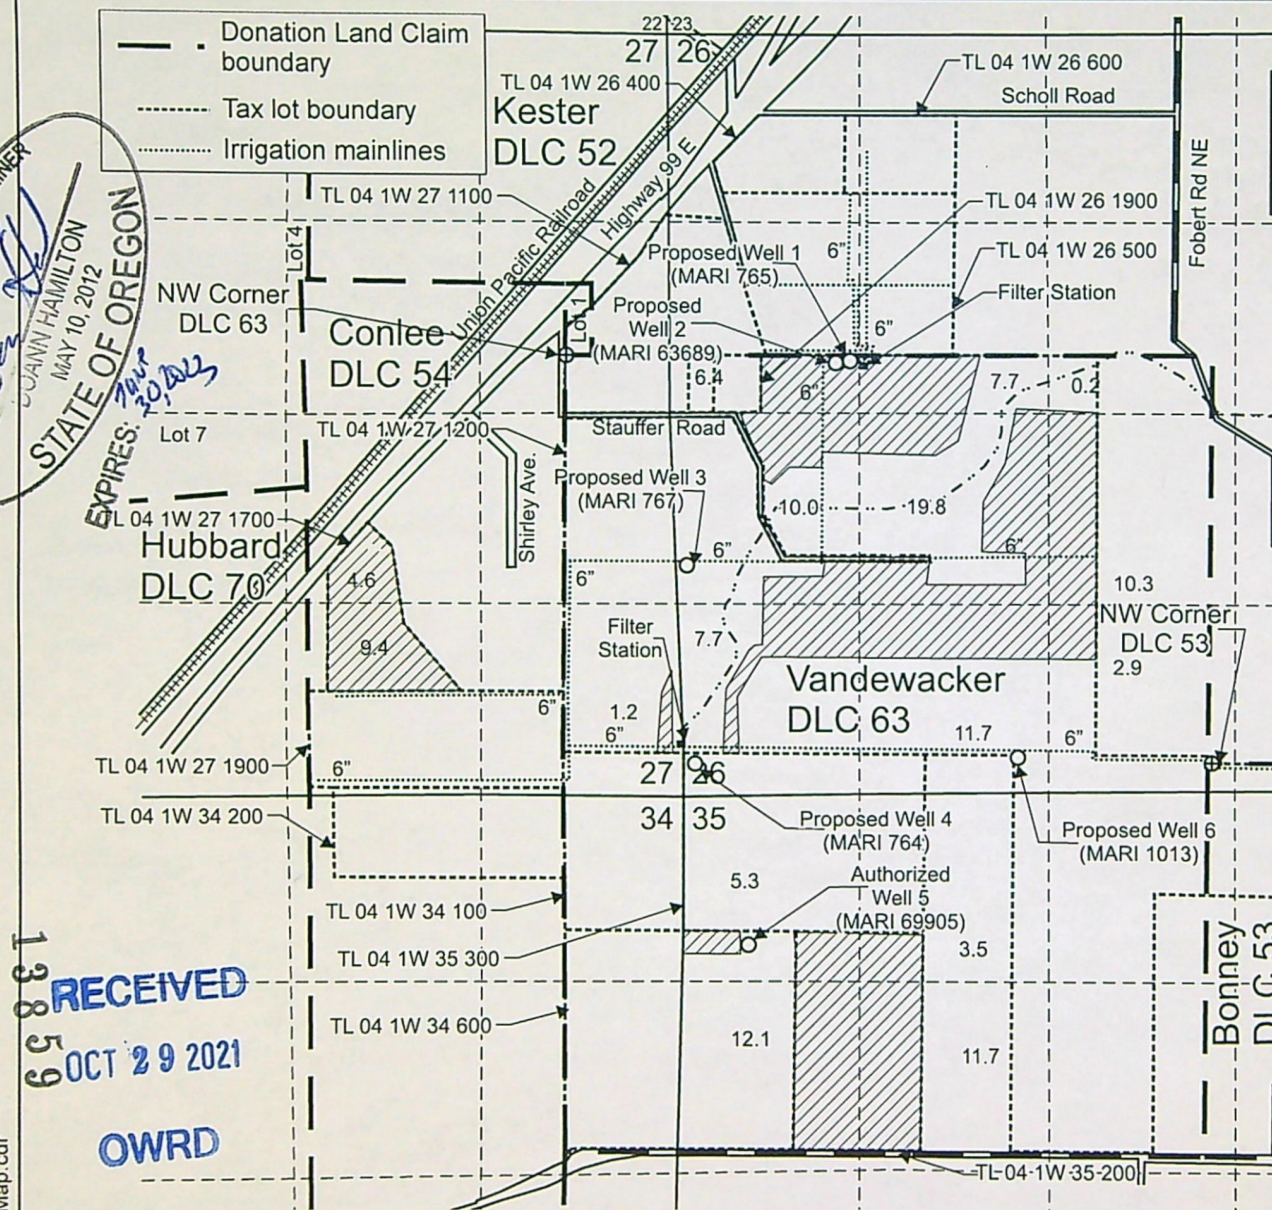 Donation Land Claim
boundary
Tax lot boundary
Irrigation mainlines
22 23
27 26
TL 04 1W 26 400
Kester
DLC 52
TL 04 1W 26 600
Scholl Road
Fobert Rd NE
TL 04 1W 27 1100
Union Pacific Railroad
Highway 99 E
TL 04 1W 26 1900
TL 04 1W 26 500
Filter Station
Proposed Well 1
(MARI 765)
6"
6"
Proposed
Well 2
(MARI 63689)
Lot 4
Lot 1
NW Corner
DLC 63
Conlee
DLC 54
HAMILTON
MAY 10, 2012
STATE OF OREGON
EXPIRES:
Lot 7
6.4
6"
7.7
0.2
TL 04 1W 27 1200
Stauffer Road
Shirley Ave.
Proposed Well 3
(MARI 767)
10.0
19.8
TL 04 1W 27 1700
Hubbard
DLC 70
4.6
9.4
6"
6"
6"
10.3
NW Corner
DLC 53
2.9
Filter
Station
7.7
Vandewacker
DLC 63
1.2
6"
6"
11.7
6"
TL 04 1W 27 1900
6"
27 26
34 35
TL 04 1W 34 200
Proposed Well 4
(MARI 764)
Proposed Well 6
(MARI 1013)
5.3
Authorized
Well 5
(MARI 69905)
TL 04 1W 34 100
TL 04 1W 35 300
3.5
TL 04 1W 34 600
12.1
11.7
Bonney
DLC 53
TL 04 1W 35 200
13859
RECEIVED
OCT 29 2021
OWRD